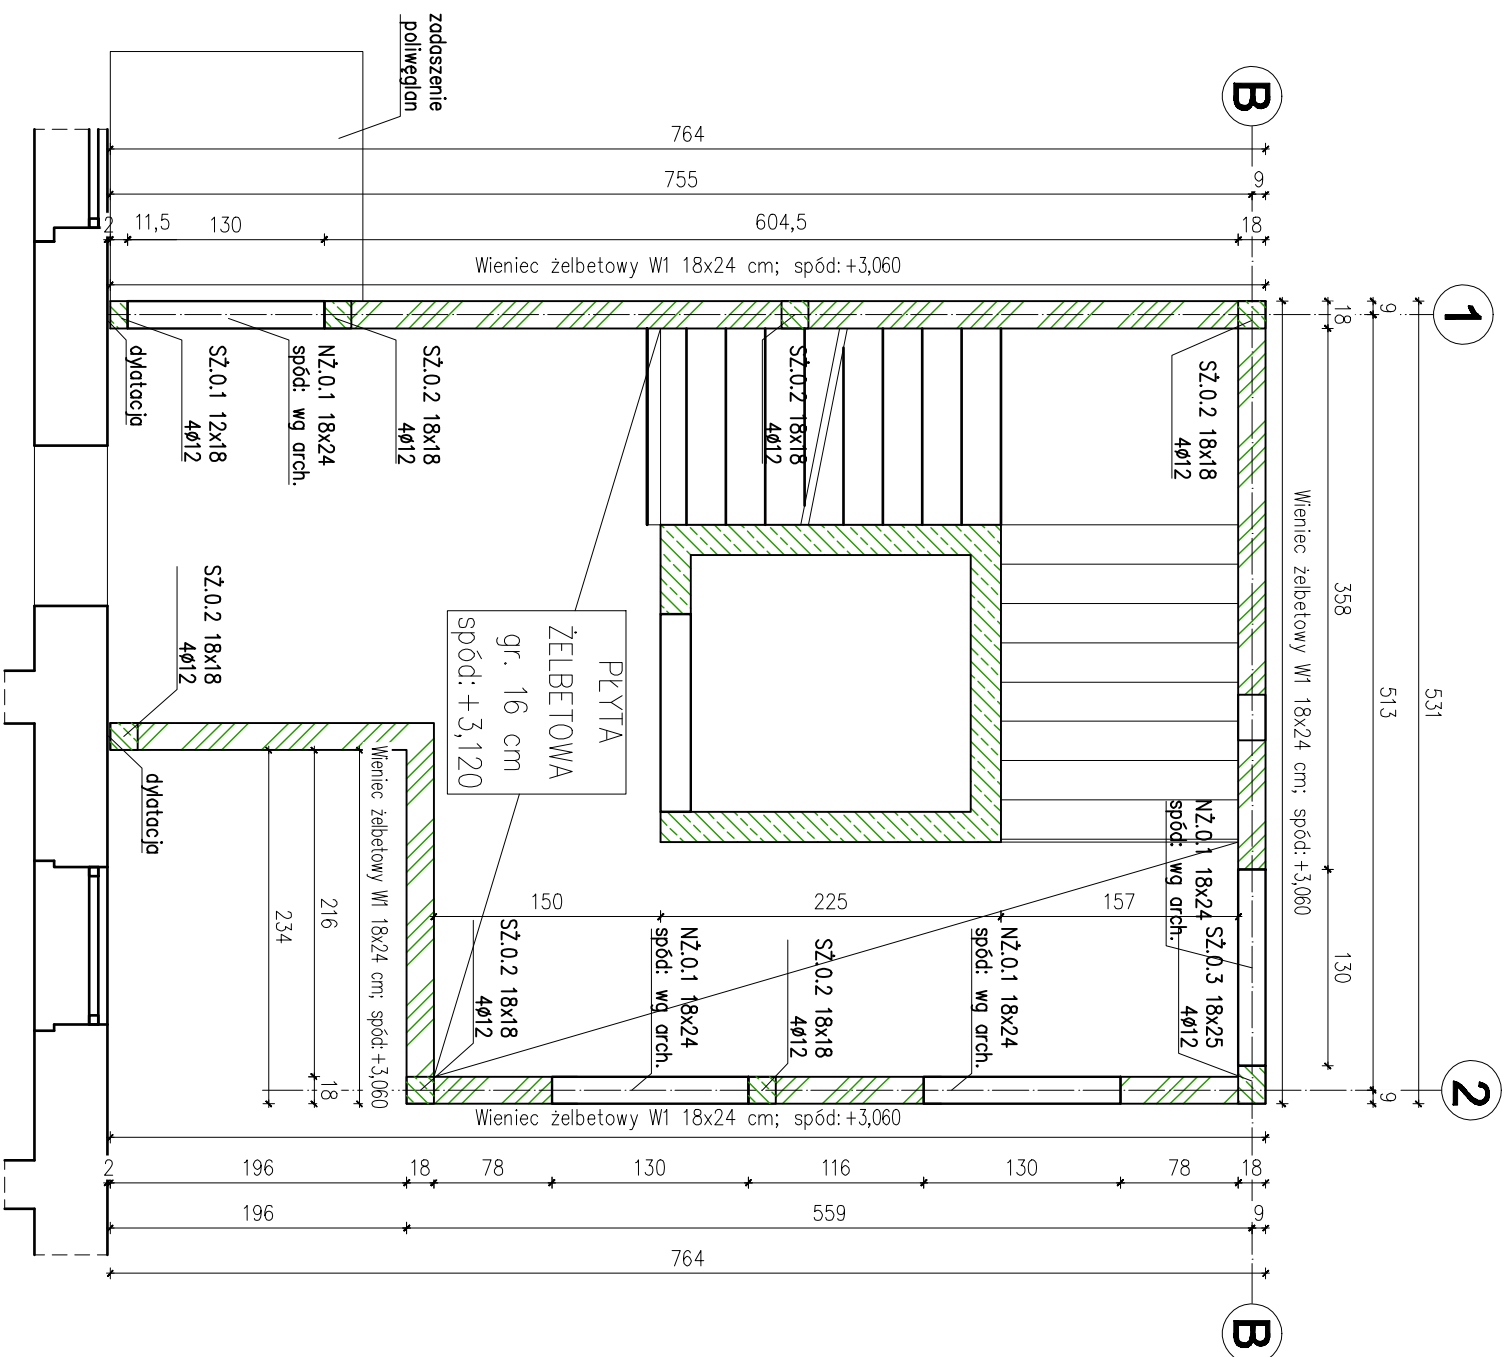 zadaszenie
poliwęglan
B
1
764
755
9
2
11,5
130
604,5
18
Wieniec żelbetowy W1 18x24 cm; spód:+3,060
9
18
531
513
358
130
9
Wieniec żelbetowy W1 18x24 cm; spód:+3,060
dylatacja
SŻ.0.1 12x18
4ø12
NŻ.0.1 18x24
spód: wg arch.
SŻ.0.2 18x18
4ø12
SŻ.0.2 18x18
4ø12
SŻ.0.2 18x18
4ø12
SŻ.0.2 18x18
4ø12
dylatacja
PŁYTA
ŻELBETOWA
gr. 16 cm
spód:+3,120
Wieniec żelbetowy W1 18x24 cm; spód:+3,060
216
234
18
150
225
157
SŻ.0.2 18x18
4ø12
NŻ.0.1 18x24
spód: wg arch.
SŻ.0.2 18x18
4ø12
NŻ.0.1 18x24
spód: wg arch.
NŻ.0.1 18x24
spód: wg arch.
SŻ.0.3 18x25
4ø12
2
Wieniec żelbetowy W1 18x24 cm; spód:+3,060
2
196
18
78
130
116
130
78
18
196
559
9
764
B